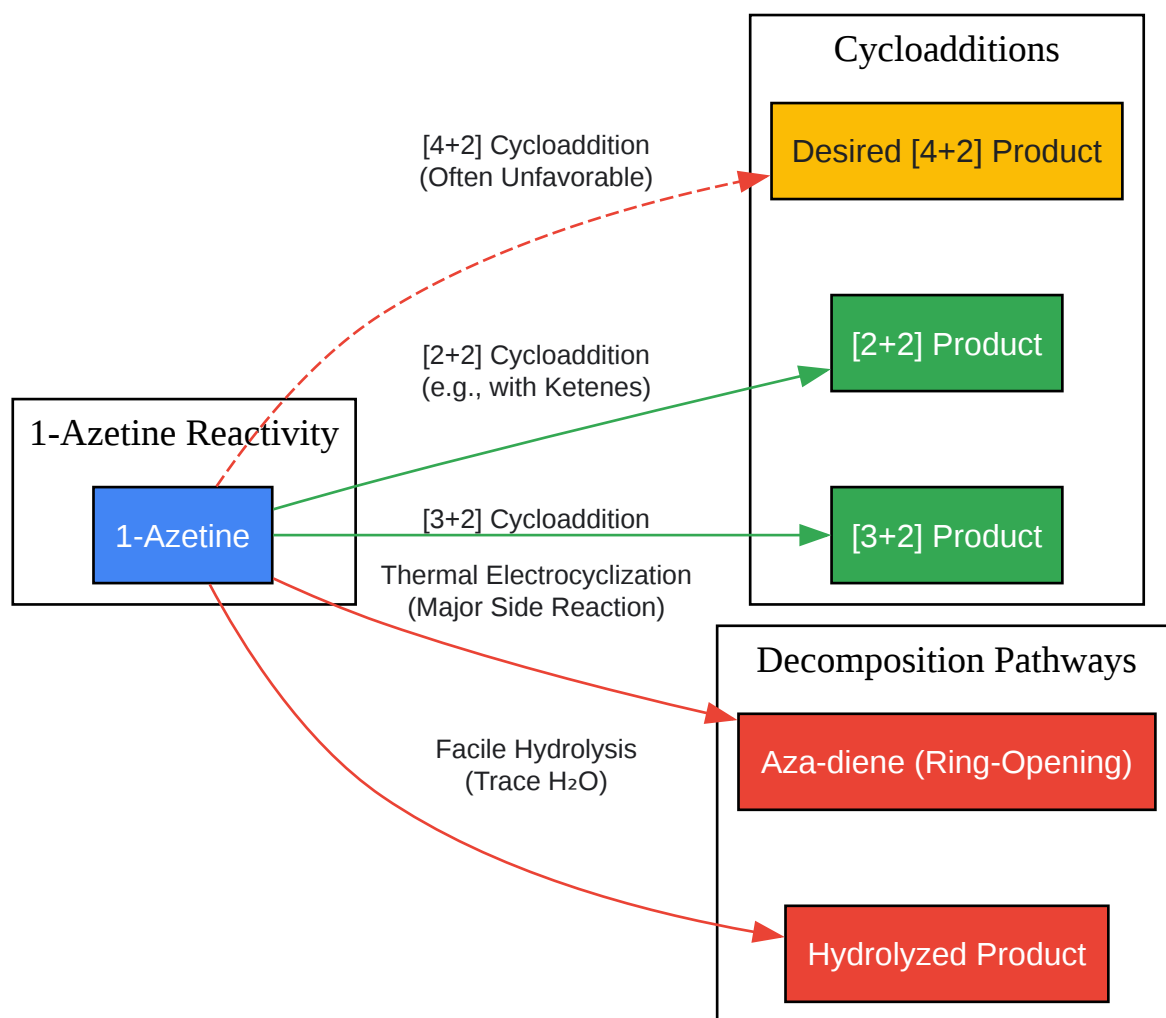 Cycloadditions
[4+2] Cycloaddition
(Often Unfavorable)
Desired [4+2] Product
[2+2] Cycloaddition
(e.g., with Ketenes)
[2+2] Product
1-Azetine Reactivity
1-Azetine
[3+2] Cycloaddition
[3+2] Product
Thermal Electrocyclization
(Major Side Reaction)
Decomposition Pathways
Aza-diene (Ring-Opening)
Facile Hydrolysis
(Trace H₂O)
Hydrolyzed Product